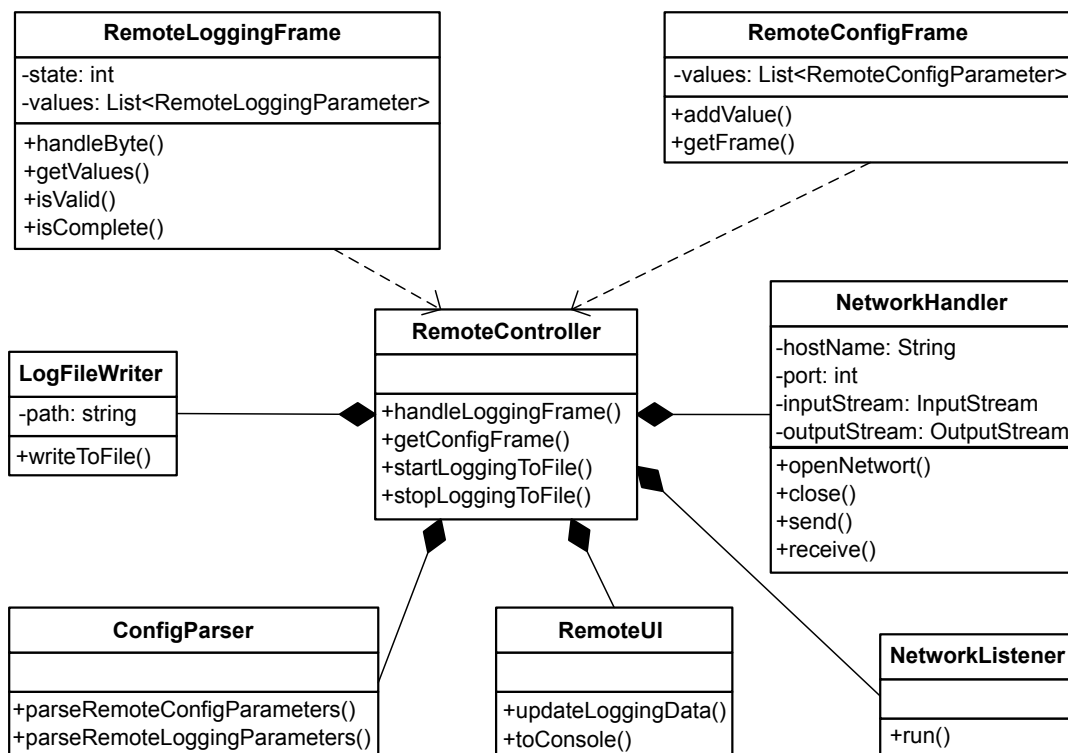 RemoteLoggingFrame
-state: int
-values: List<RemoteLoggingParameter>
+handleByte()
+getValues()
+isValid()
+isComplete()
RemoteConfigFrame
-values: List<RemoteConfigParameter>
+addValue()
+getFrame()
LogFileWriter
-path: string
+writeToFile()
RemoteController
+handleLoggingFrame()
+getConfigFrame()
+startLoggingToFile()
+stopLoggingToFile()
NetworkHandler
-hostName: String
-port: int
-inputStream: InputStream
-outputStream: OutputStream
+openNetwort()
+close()
+send()
+receive()
ConfigParser
+parseRemoteConfigParameters()
+parseRemoteLoggingParameters()
RemoteUI
+updateLoggingData()
+toConsole()
NetworkListener
+run()